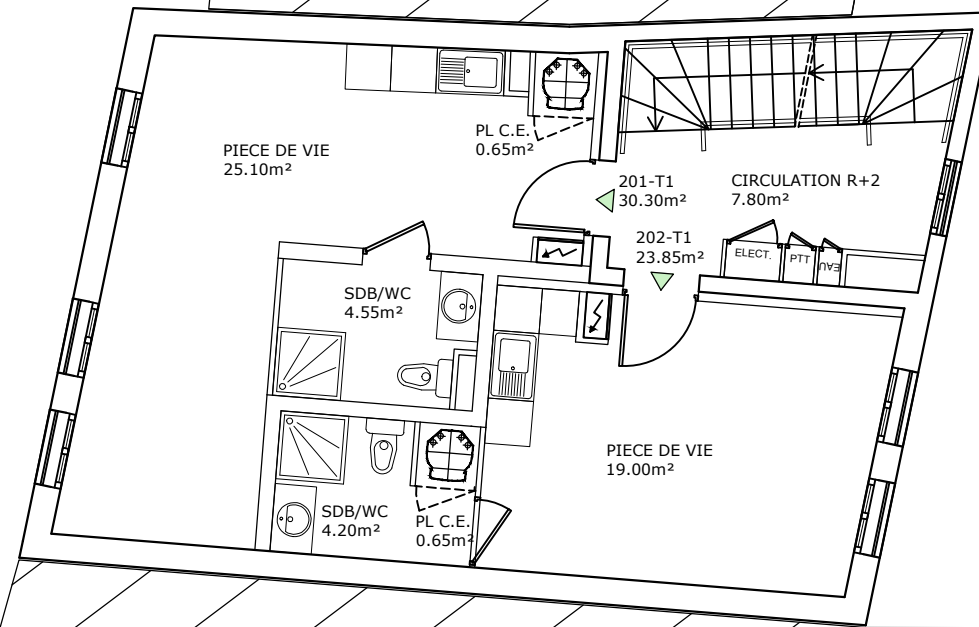 PL C.E.
0.65m²
PIECE DE VIE
25.10m²
201-T1
30.30m²
CIRCULATION R+2
7.80m²
202-T1
23.85m²
ELECT.
PTT
EAU
SDB/WC
4.55m²
PIECE DE VIE
19.00m²
SDB/WC
4.20m²
PL C.E.
0.65m²